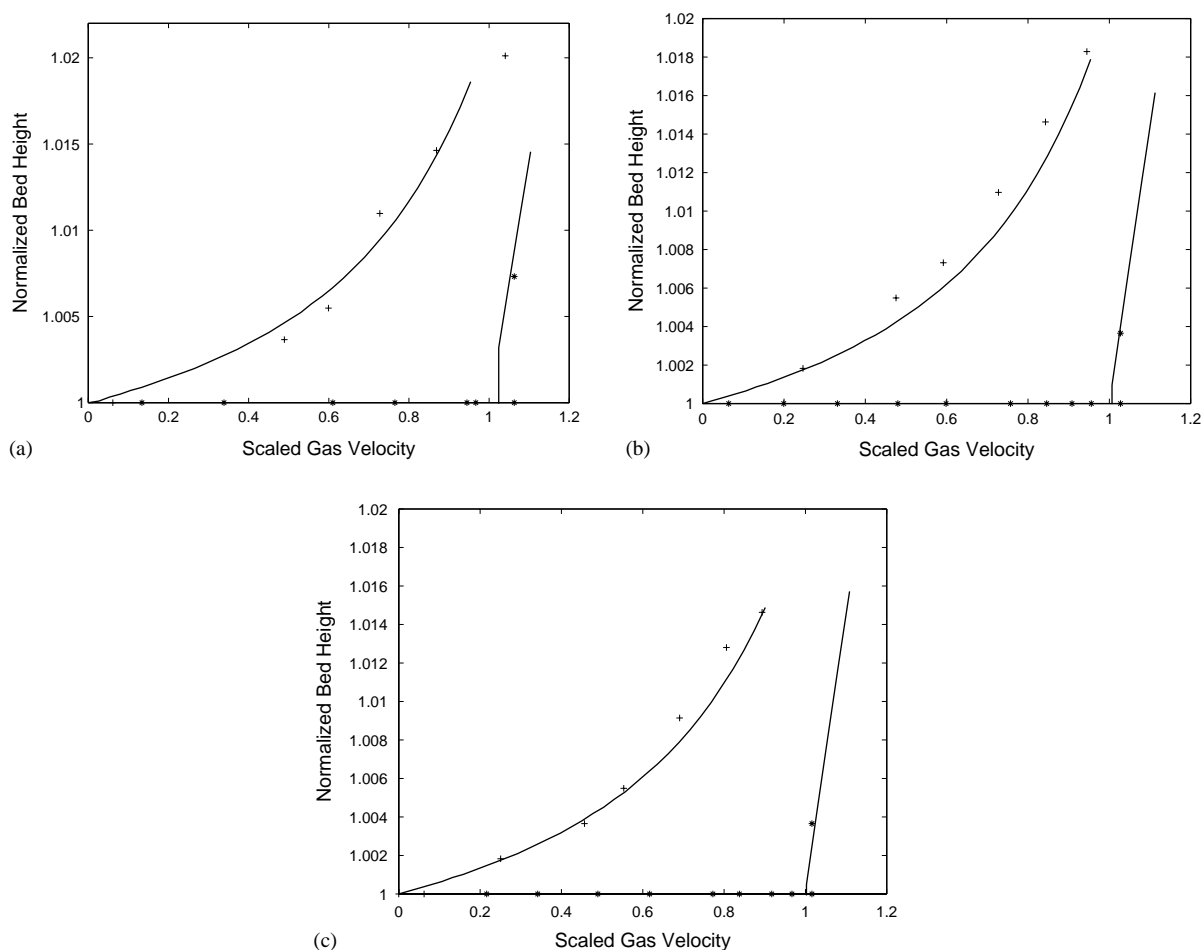 1.02
1.015
1.01
1.005
1
Normalized Bed Height
0 0.2 0.4 0.6 0.8 1 1.2
Scaled Gas Velocity
(a)
1.02
1.018
1.016
1.014
1.012
1.01
1.008
1.006
1.004
1.002
1
Normalized Bed Height
0 0.2 0.4 0.6 0.8 1 1.2
Scaled Gas Velocity
(b)
1.02
1.018
1.016
1.014
1.012
1.01
1.008
1.006
1.004
1.002
1
Normalized Bed Height
0 0.2 0.4 0.6 0.8 1 1.2
Scaled Gas Velocity
(c)